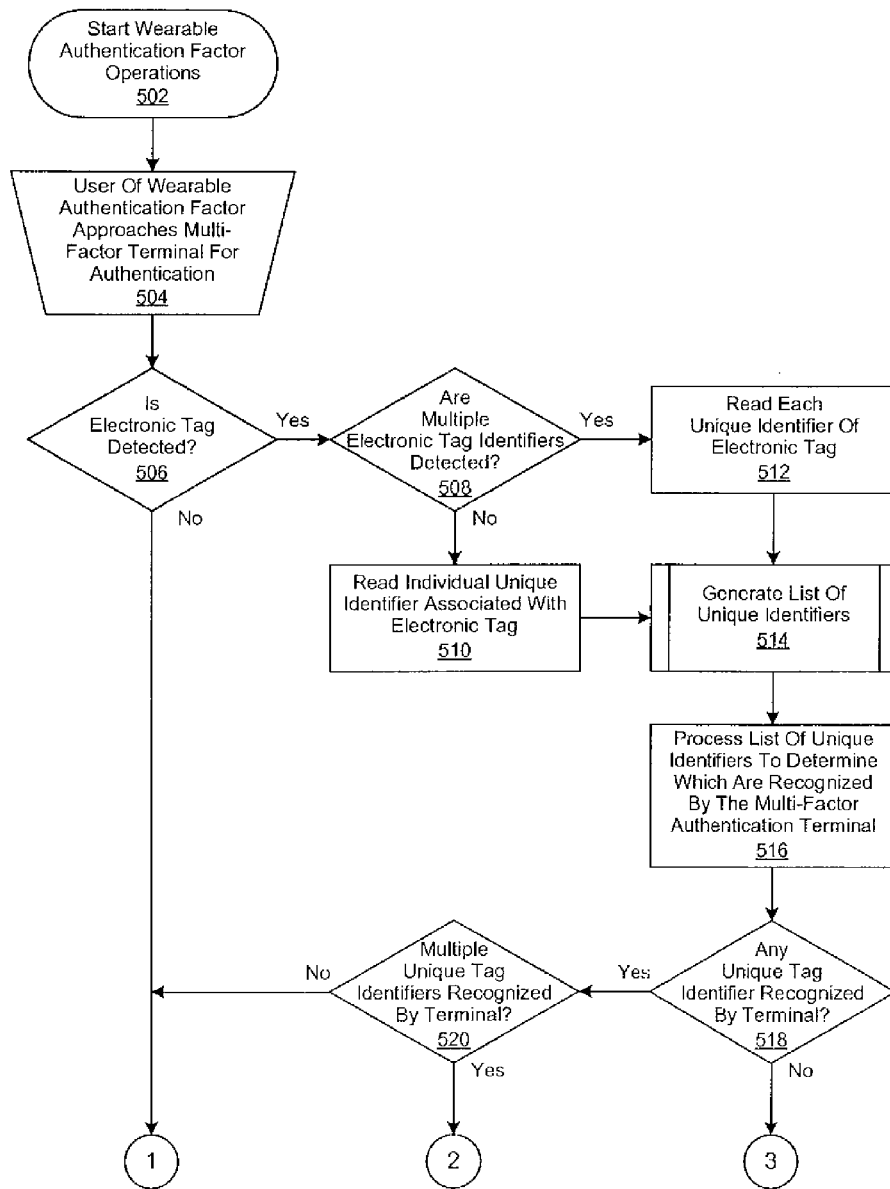 Start Wearable
Authentication Factor
Operations
502
User Of Wearable
Authentication Factor
Approaches Multi-
Factor Terminal For
Authentication
504
Is
Electronic Tag
Detected?
506
Yes
No
Are
Multiple
Electronic Tag Identifiers
Detected?
508
Yes
No
Read Each
Unique Identifier Of
Electronic Tag
512
Read Individual Unique
Identifier Associated With
Electronic Tag
510
Generate List Of
Unique Identifiers
514
Process List Of Unique
Identifiers To Determine
Which Are Recognized
By The Multi-Factor
Authentication Terminal
516
Any
Unique Tag
Identifier Recognized
By Terminal?
518
Yes
No
Multiple
Unique Tag
Identifiers Recognized
By Terminal?
520
No
Yes
1
2
3